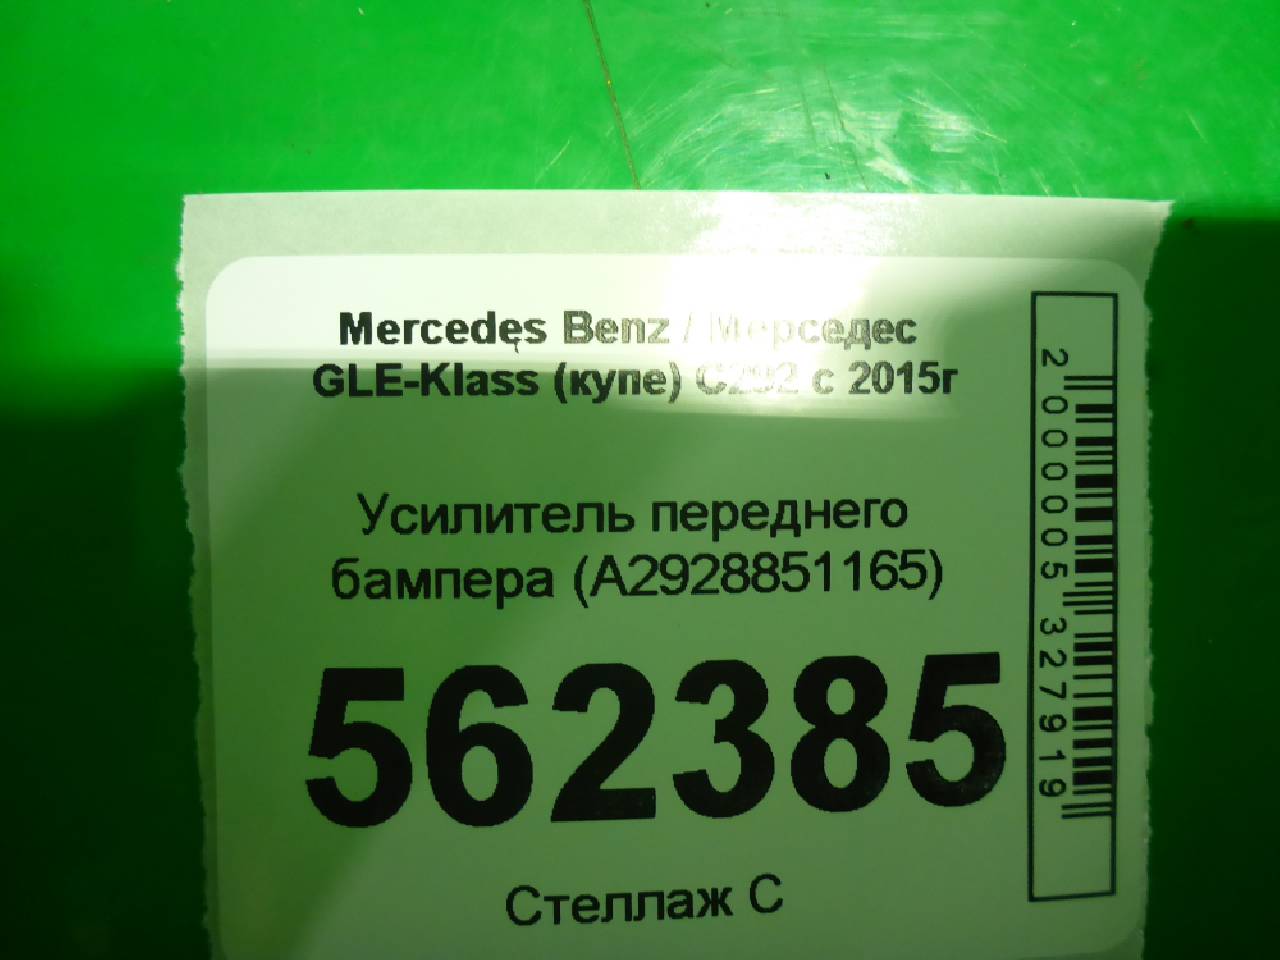 Mercedes Benz / Мерседес
GLE-Klass (купе) C292 с 2015г
Усилитель переднего
бампера (A2928851165)
562385
Стеллаж С
2000005327919